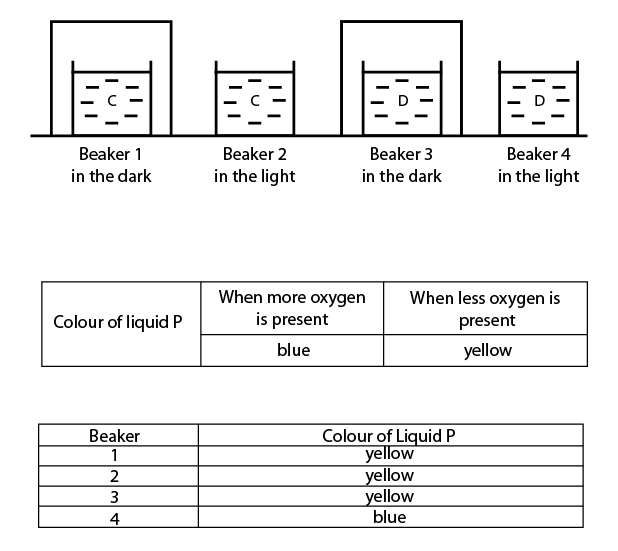 C
C
D
D
Beaker 1
in the dark
Beaker 2
in the light
Beaker 3
in the dark
Beaker 4
in the light
Colour of liquid P
When more oxygen
is present
When less oxygen is
present
blue
yellow
Beaker
Colour of Liquid P
1
yellow
2
yellow
3
yellow
4
blue